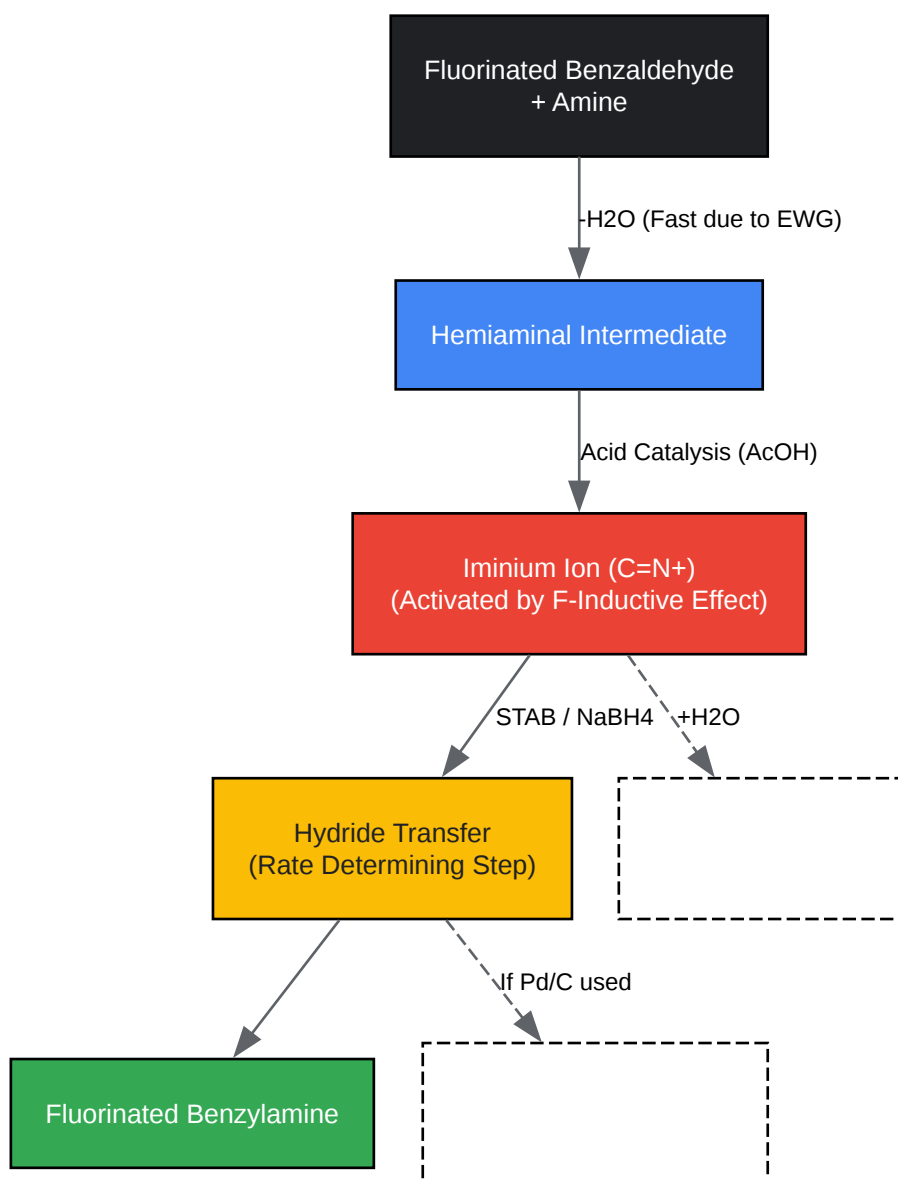 Fluorinated Benzaldehyde
+ Amine
-H2O (Fast due to EWG)
Hemiaminal Intermediate
Acid Catalysis (AcOH)
Iminium Ion (C=N+)
(Activated by F-Inductive Effect)
STAB / NaBH4
+H2O
Hydride Transfer
(Rate Determining Step)
If Pd/C used
Fluorinated Benzylamine